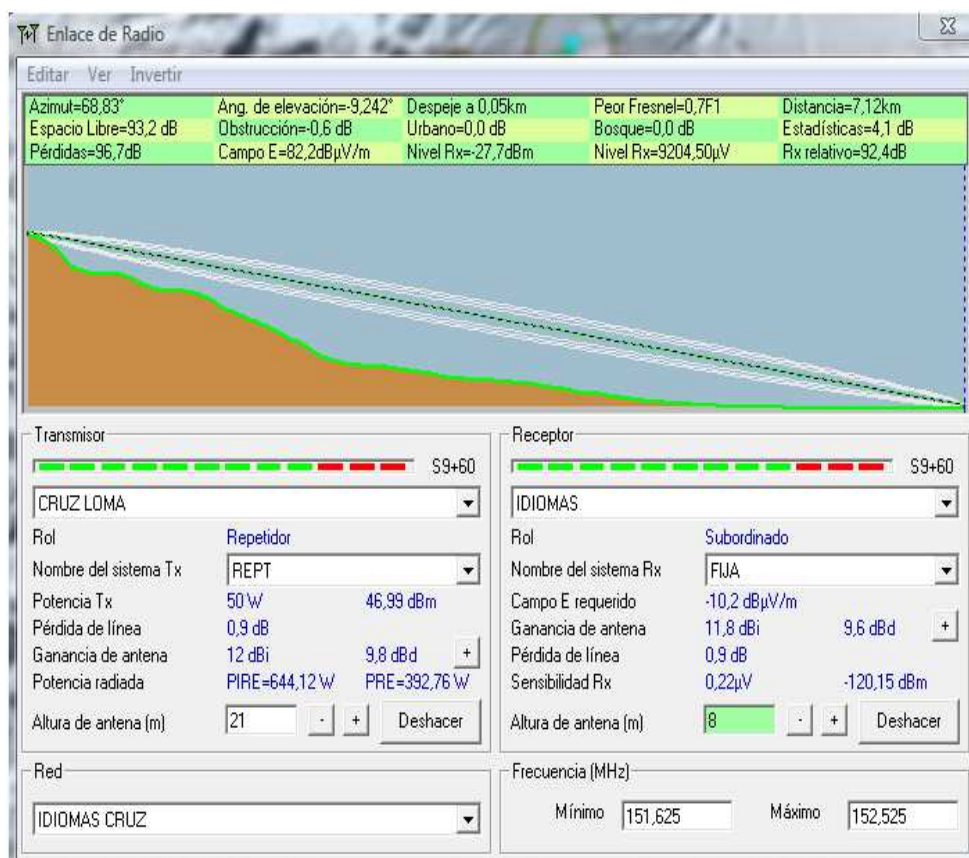 Enlace de Radio
Editar Ver Invertir
Azimut=68,83° Ang. de elevación=-9,242° Despeje a 0,05km Peor Fresnel=0,7F1 Distancia=7,12km
Espacio Libre=93,2 dB Obstrucción=-0,6 dB Urbano=0,0 dB Bosque=0,0 dB Estadísticas=4,1 dB
Pérdidas=96,7dB Campo E=82,2dBµV/m Nivel Rx=-27,7dBm Nivel Rx=9204,50µV Rx relativo=92,4dB
Transmisor
S9+60
CRUZ LOMA
Rol Repetidor
Nombre del sistema Tx REPT
Potencia Tx 50 W 46,99 dBm
Pérdida de línea 0,9 dB
Ganancia de antena 12 dBi 9,8 dBd +
Potencia radiada PIRE=644,12 W PRE=392,76 W
Altura de antena (m) 21 - + Deshacer
Receptor
S9+60
IDIOMAS
Rol Subordinado
Nombre del sistema Rx FIJA
Campo E requerido -10,2 dBµV/m
Ganancia de antena 11,8 dBi 9,6 dBd +
Pérdida de línea 0,9 dB
Sensibilidad Rx 0,22µV -120,15 dBm
Altura de antena (m) 8 - + Deshacer
Red
IDIOMAS CRUZ
Frecuencia (MHz)
Mínimo 151,625 Máximo 152,525